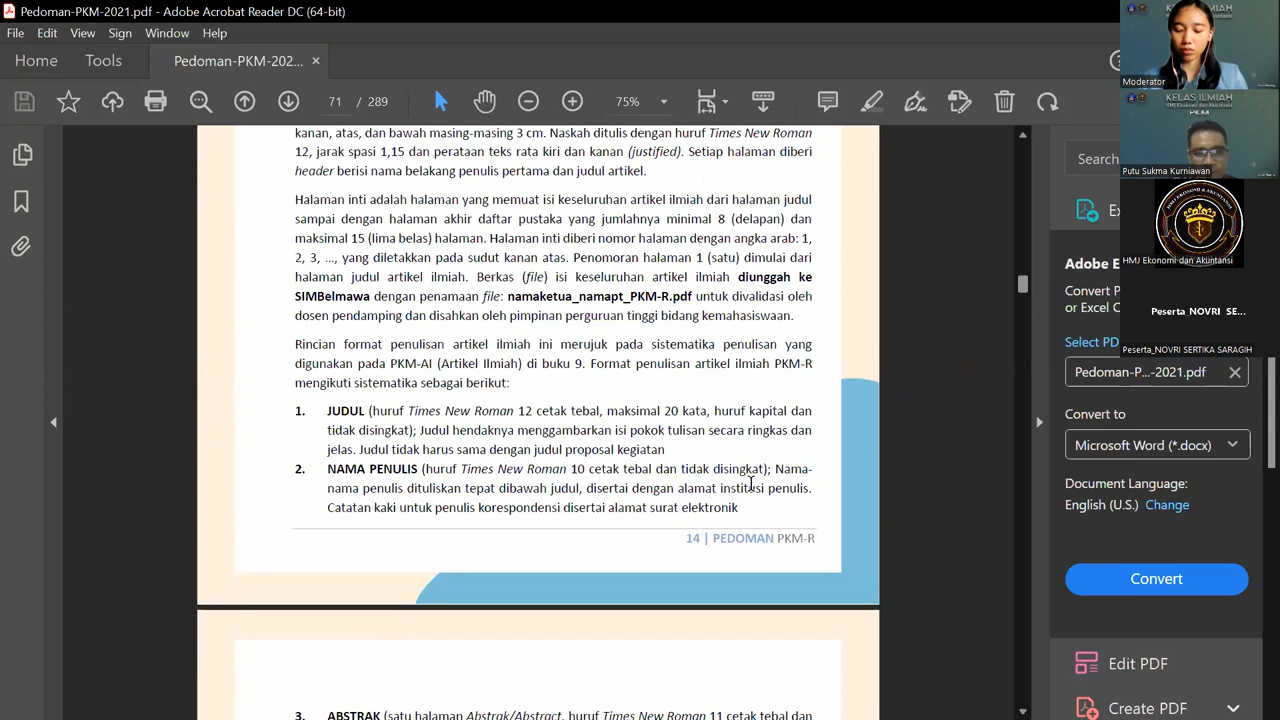 Pedoman-PKM-2021.pdf - Adobe Acrobat Reader DC (64-bit)
File Edit View Sign Window Help
Home Tools Pedoman-PKM-202... ×
71 / 289 75%
kanan, atas, dan bawah masing-masing 3 cm. Naskah ditulis dengan huruf Times New Roman
12, jarak spasi 1,15 dan perataan teks rata kiri dan kanan (justified). Setiap halaman diberi
header berisi nama belakang penulis pertama dan judul artikel.
Halaman inti adalah halaman yang memuat isi keseluruhan artikel ilmiah dari halaman judul
sampai dengan halaman akhir daftar pustaka yang jumlahnya minimal 8 (delapan) dan
maksimal 15 (lima belas) halaman. Halaman inti diberi nomor halaman dengan angka arab: 1,
2, 3, ..., yang diletakkan pada sudut kanan atas. Penomoran halaman 1 (satu) dimulai dari
halaman judul artikel ilmiah. Berkas (file) isi keseluruhan artikel ilmiah diunggah ke
SIMBelmawa dengan penamaan file: namaketua_namapt_PKM-R.pdf untuk divalidasi oleh
dosen pendamping dan disahkan oleh pimpinan perguruan tinggi bidang kemahasiswaan.
Rincian format penulisan artikel ilmiah ini merujuk pada sistematika penulisan yang
digunakan pada PKM-AI (Artikel Ilmiah) di buku 9. Format penulisan artikel ilmiah PKM-R
mengikuti sistematika sebagai berikut:
1. JUDUL (huruf Times New Roman 12 cetak tebal, maksimal 20 kata, huruf kapital dan
tidak disingkat); Judul hendaknya menggambarkan isi pokok tulisan secara ringkas dan
jelas. Judul tidak harus sama dengan judul proposal kegiatan
2. NAMA PENULIS (huruf Times New Roman 10 cetak tebal dan tidak disingkat); Nama-
nama penulis dituliskan tepat dibawah judul, disertai dengan alamat institusi penulis.
Catatan kaki untuk penulis korespondensi disertai alamat surat elektronik
14 | PEDOMAN PKM-R
3. ABSTRAK (satu halaman Abstrak/Abstract, huruf Times New Roman 11 cetak tebal dan
Search
Ex
Adobe E
Convert P
or Excel C
Select PD
Pedoman-P...-2021.pdf ×
Convert to
Microsoft Word (*.docx)
Document Language:
English (U.S.) Change
Convert
Edit PDF
Create PDF
KELAS ILMIAH
Moderator
KELAS ILMIAH
HMJ Ekonomi dan Akuntansi
PKM
Putu Sukma Kurniawan
HMJ Ekonomi dan Akuntansi
Peserta_NOVRI SE...
Peserta_NOVRI SERTIKA SARAGIH